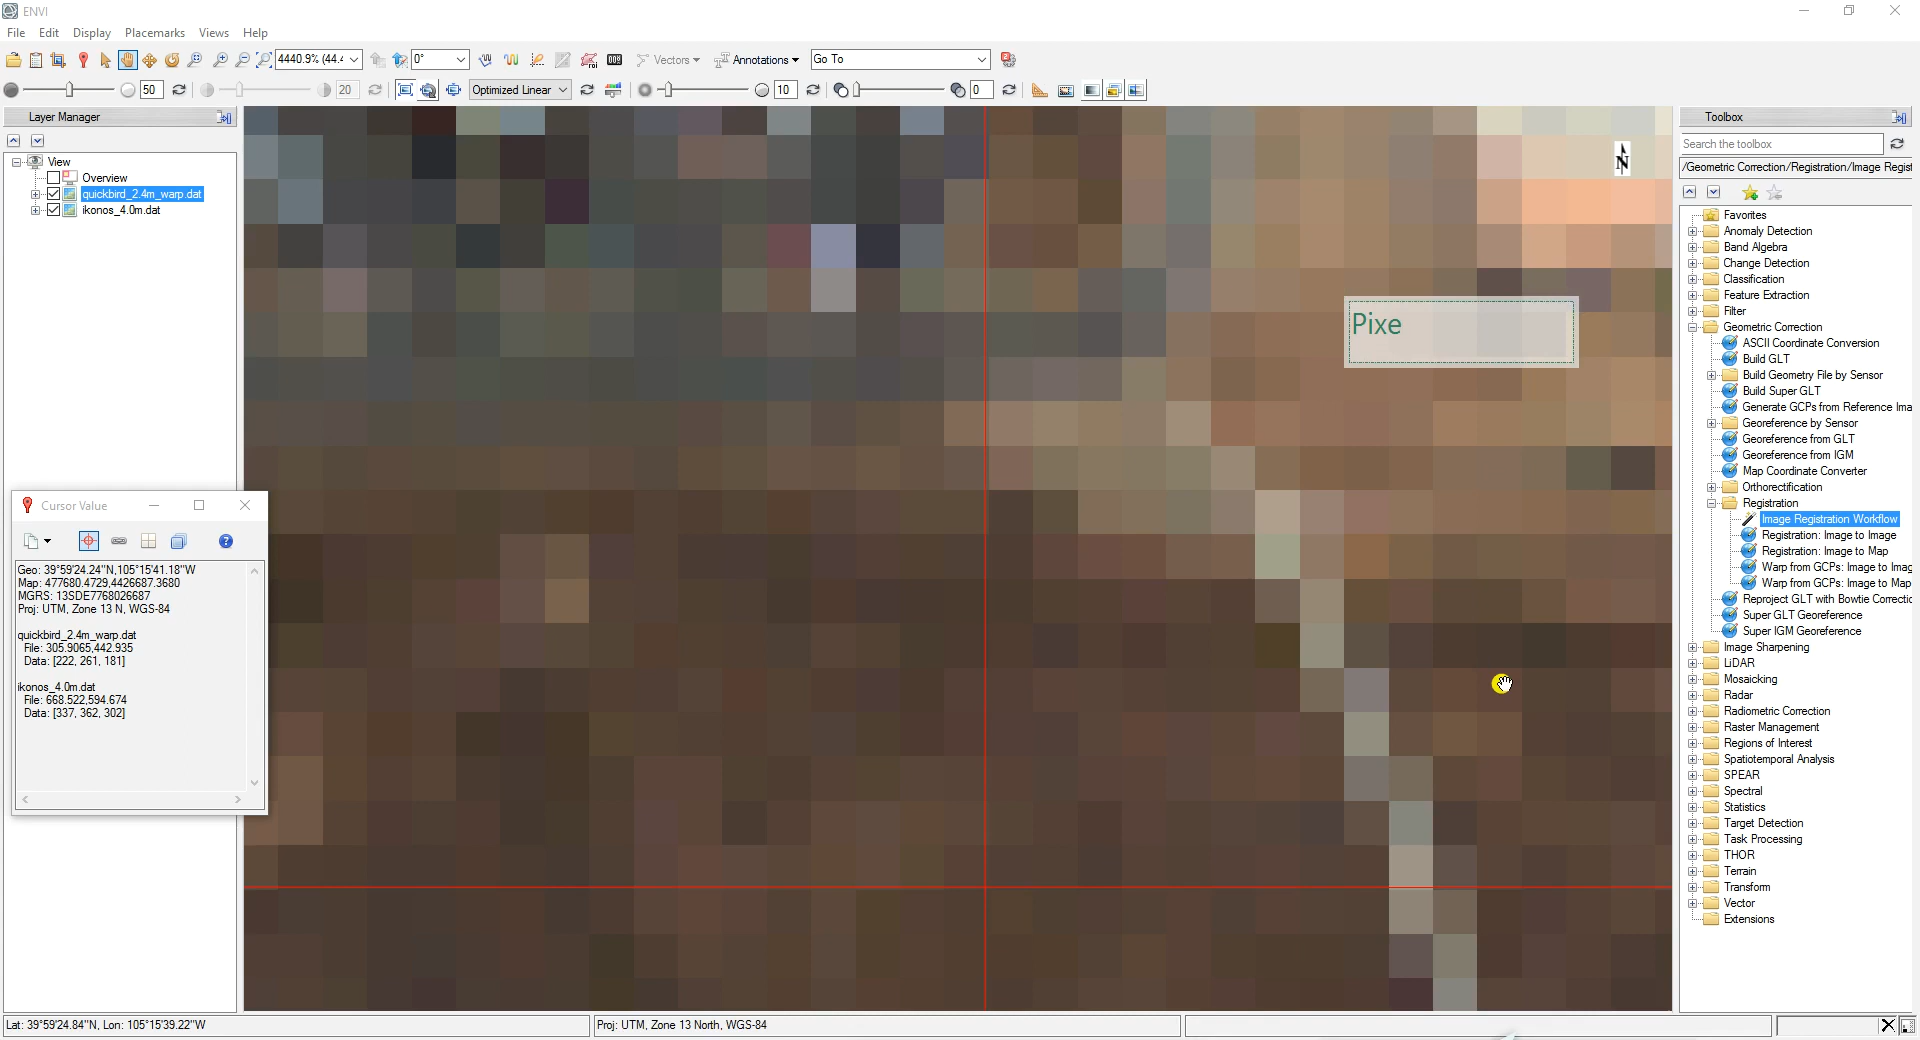 ENVI
File Edit Display Placemarks Views Help
4440.9% (44.4 0° Vectors Annotations Go To
50 20 Optimized Linear 10 0
Layer Manager
View
Overview
quickbird_2.4m_warp.dat
ikonos_4.0m.dat
Cursor Value
Geo: 39°59'24.24"N,105°15'41.18"W
Map: 477680.4729,4426687.3680
MGRS: 13SDE7768026687
Proj: UTM, Zone 13 N, WGS-84
quickbird_2.4m_warp.dat
File: 305.9065,442.935
Data: [222, 261, 181]
ikonos_4.0m.dat
File: 668.522,594.674
Data: [337, 362, 302]
N
Pixe
Toolbox
Search the toolbox
/Geometric Correction/Registration/Image Regist
Favorites
Anomaly Detection
Band Algebra
Change Detection
Classification
Feature Extraction
Filter
Geometric Correction
ASCII Coordinate Conversion
Build GLT
Build Geometry File by Sensor
Build Super GLT
Generate GCPs from Reference Ima
Georeference by Sensor
Georeference from GLT
Georeference from IGM
Map Coordinate Converter
Orthorectification
Registration
Image Registration Workflow
Registration: Image to Image
Registration: Image to Map
Warp from GCPs: Image to Imag
Warp from GCPs: Image to Map
Reproject GLT with Bowtie Correctio
Super GLT Georeference
Super IGM Georeference
Image Sharpening
LiDAR
Mosaicking
Radar
Radiometric Correction
Raster Management
Regions of Interest
Spatiotemporal Analysis
SPEAR
Spectral
Statistics
Target Detection
Task Processing
THOR
Terrain
Transform
Vector
Extensions
Lat: 39°59'24.84"N, Lon: 105°15'39.22"W Proj: UTM, Zone 13 North, WGS-84